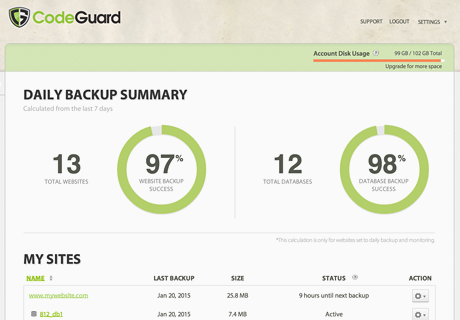 CodeGuard
SUPPORT LOGOUT SETTINGS
Account Disk Usage ? 99 GB / 102 GB Total
Upgrade for more space
DAILY BACKUP SUMMARY
Calculated from the last 7 days
13
TOTAL WEBSITES
97%
WEBSITE BACKUP
SUCCESS
12
TOTAL DATABASES
98%
DATABASE BACKUP
SUCCESS
*This calculation is only for websites set to daily backup and monitoring.
MY SITES
NAME LAST BACKUP SIZE STATUS ? ACTION
www.mywebsite.com Jan 20, 2015 25.8 MB 9 hours until next backup
812_db1 Jan 20, 2015 7.4 MB Active